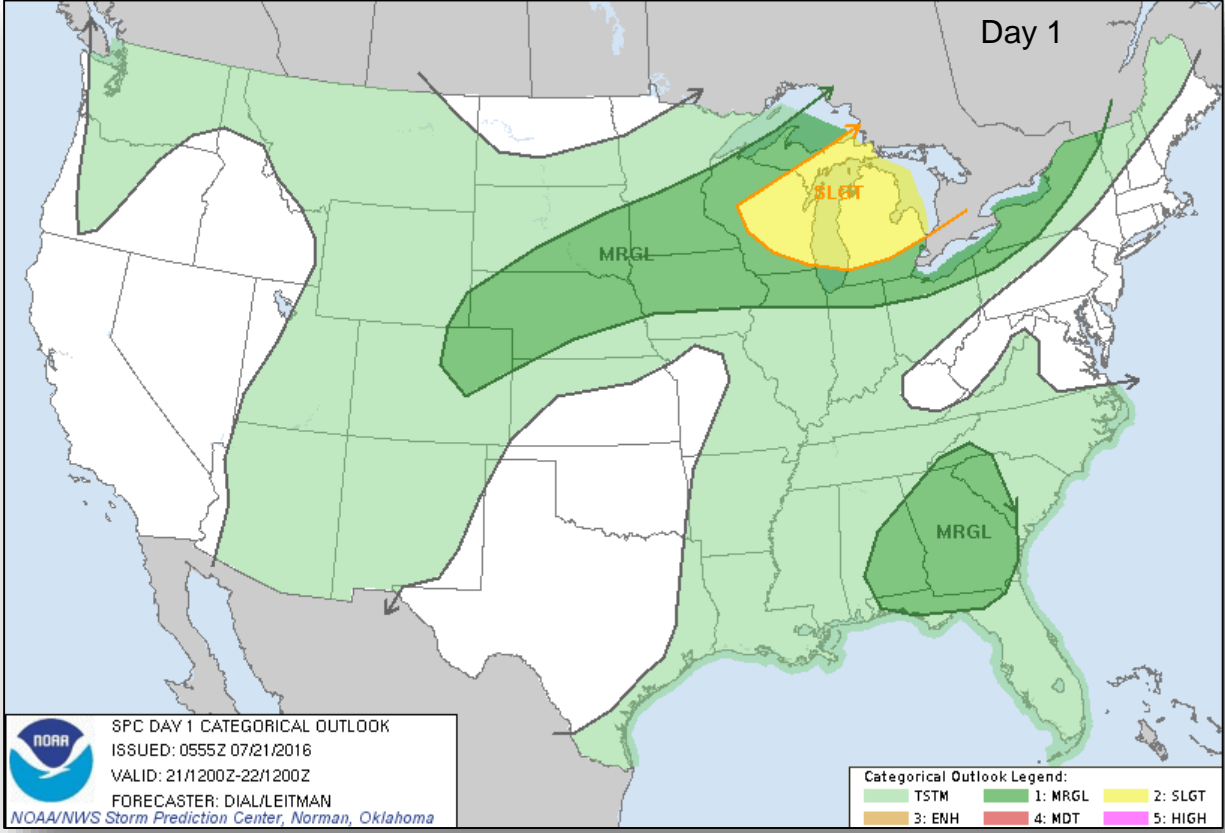 Day 1
SLGT
MRGL
MRGL
NOAA
SPC DAY 1 CATEGORICAL OUTLOOK
ISSUED: 0555Z 07/21/2016
VALID: 21/1200Z-22/1200Z
FORECASTER: DIAL/LEITMAN
NOAA/NWS Storm Prediction Center, Norman, Oklahoma
Categorical Outlook Legend:
TSTM 1: MRGL 2: SLGT
3: ENH 4: MDT 5: HIGH